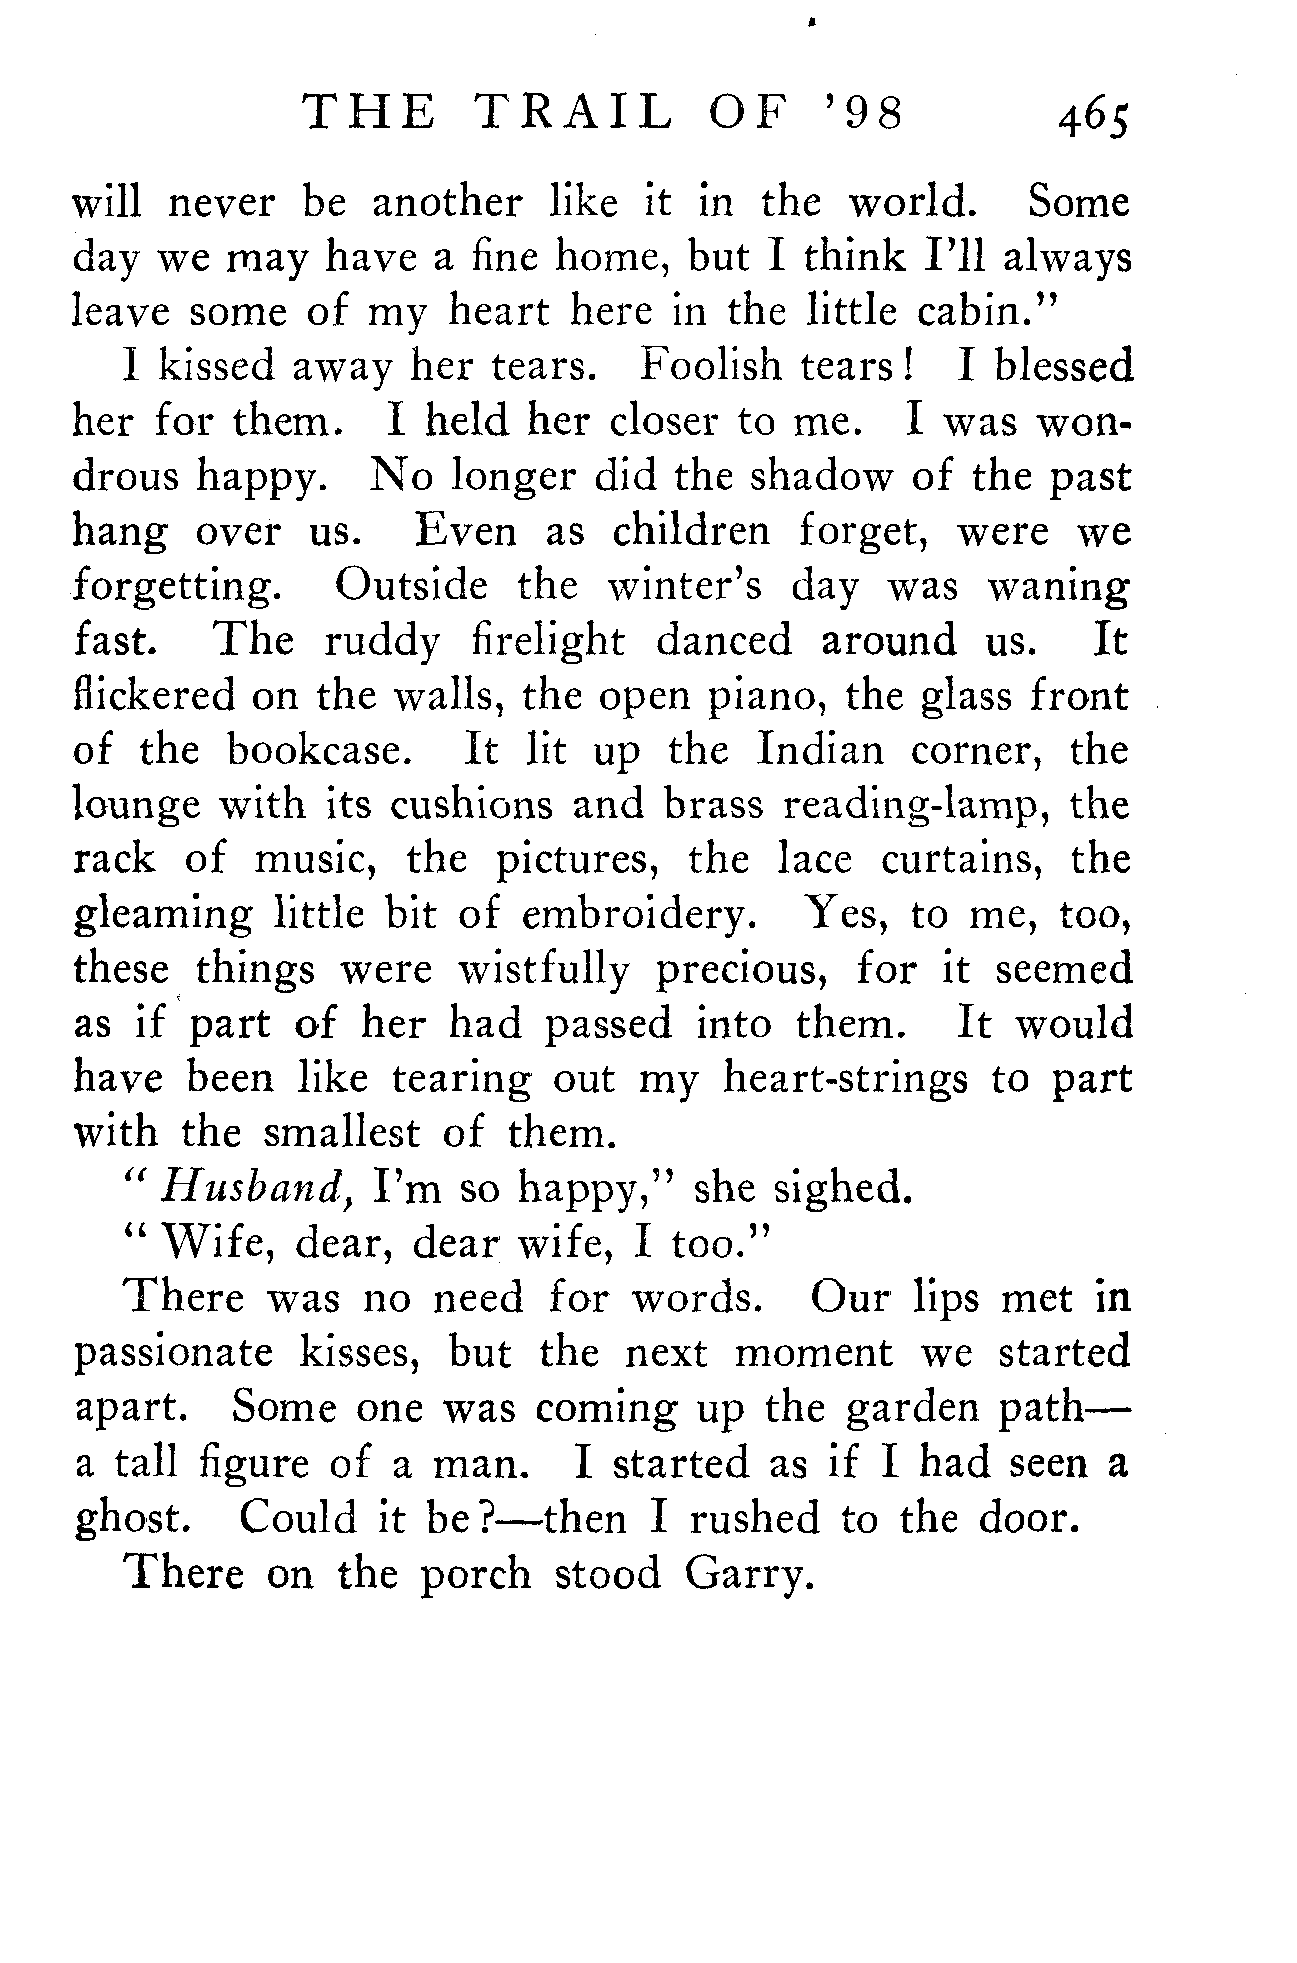 THE TRAIL OF '98 465
will never be another like it in the world. Some
day we may have a fine home, but I think I'll always
leave some of my heart here in the little cabin."
I kissed away her tears. Foolish tears! I blessed
her for them. I held her closer to me. I was won-
drous happy. No longer did the shadow of the past
hang over us. Even as children forget, were we
forgetting. Outside the winter's day was waning
fast. The ruddy firelight danced around us. It
flickered on the walls, the open piano, the glass front
of the bookcase. It lit up the Indian corner, the
lounge with its cushions and brass reading-lamp, the
rack of music, the pictures, the lace curtains, the
gleaming little bit of embroidery. Yes, to me, too,
these things were wistfully precious, for it seemed
as if part of her had passed into them. It would
have been like tearing out my heart-strings to part
with the smallest of them.
"Husband, I'm so happy," she sighed.
"Wife, dear, dear wife, I too."
There was no need for words. Our lips met in
passionate kisses, but the next moment we started
apart. Some one was coming up the garden path—
a tall figure of a man. I started as if I had seen a
ghost. Could it be?—then I rushed to the door.
There on the porch stood Garry.